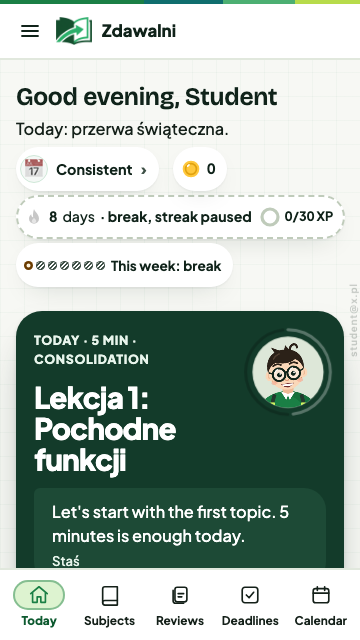 Zdawalni
Good evening, Student
Today: przerwa świąteczna.
17
Consistent ›
0
8 days · break, streak paused 0/30 XP
This week: break
student@x.pl
TODAY · 5 MIN ·
CONSOLIDATION
Lekcja 1:
Pochodne
funkcji
Let's start with the first topic. 5
minutes is enough today.
Staś
Today Subjects Reviews Deadlines Calendar